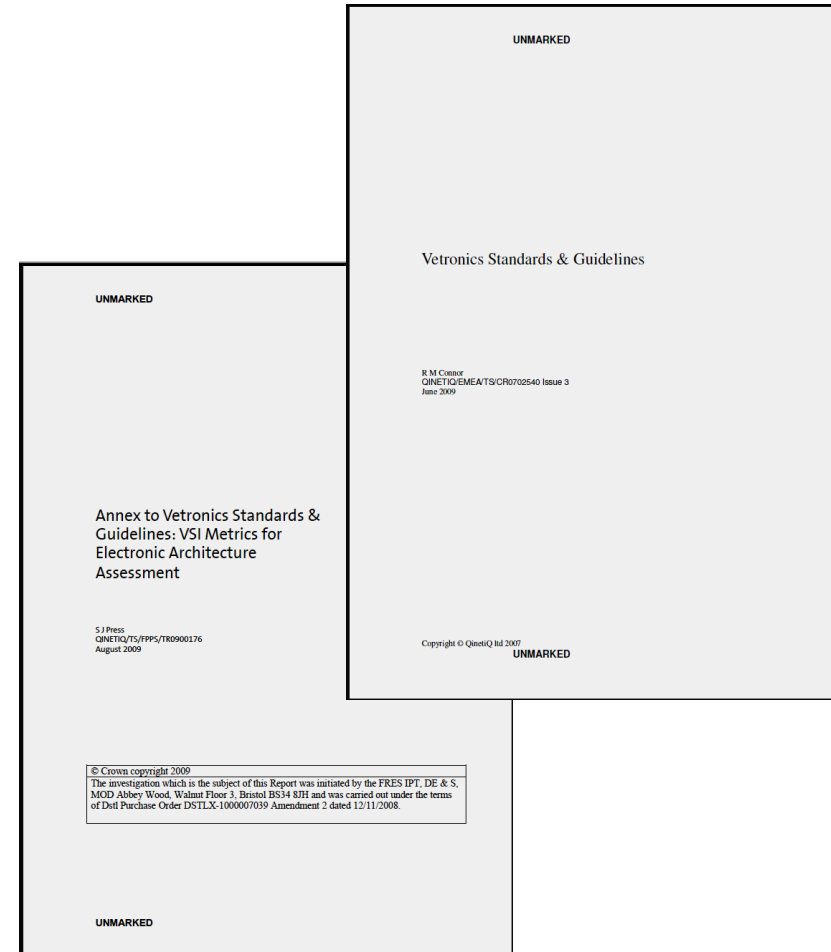 UNMARKED
Vetronics Standards & Guidelines
R M Connor
QINETIQ/EMEA/TS/CR0702540 Issue 3
June 2009
Copyright © QinetiQ ltd 2007
UNMARKED
UNMARKED
Annex to Vetronics Standards &
Guidelines: VSI Metrics for
Electronic Architecture
Assessment
S J Press
QINETIQ/TS/FPPS/TR0900176
August 2009
© Crown copyright 2009
The investigation which is the subject of this Report was initiated by the FRES IPT, DE & S,
MOD Abbey Wood, Walnut Floor 3, Bristol BS34 8JH and was carried out under the terms
of Dstl Purchase Order DSTLX-1000007039 Amendment 2 dated 12/11/2008.
UNMARKED